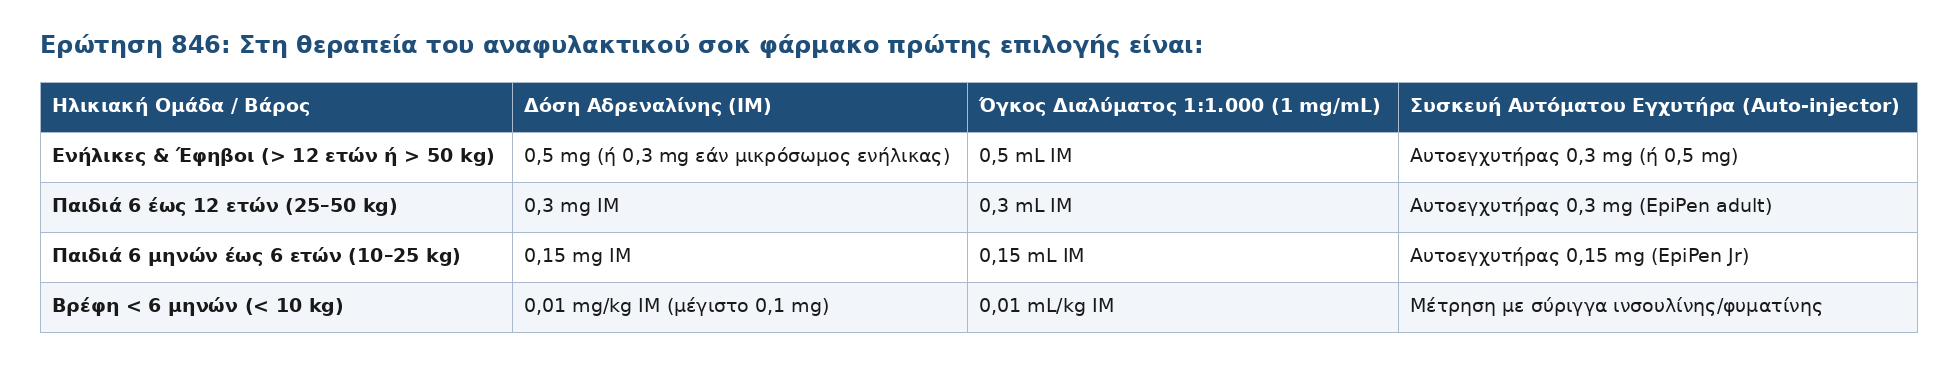 Ερώτηση 846: Στη θεραπεία του αναφυλακτικού σοκ φάρμακο πρώτης επιλογής είναι:
Ηλικιακή Ομάδα / Βάρος Δόση Αδρεναλίνης (IM) Όγκος Διαλύματος 1:1.000 (1 mg/mL) Συσκευή Αυτόματου Εγχυτήρα (Auto-injector)
Ενήλικες & Έφηβοι (> 12 ετών ή > 50 kg) 0,5 mg (ή 0,3 mg εάν μικρόσωμος ενήλικας) 0,5 mL IM Αυτοεγχυτήρας 0,3 mg (ή 0,5 mg)
Παιδιά 6 έως 12 ετών (25–50 kg) 0,3 mg IM 0,3 mL IM Αυτοεγχυτήρας 0,3 mg (EpiPen adult)
Παιδιά 6 μηνών έως 6 ετών (10–25 kg) 0,15 mg IM 0,15 mL IM Αυτοεγχυτήρας 0,15 mg (EpiPen Jr)
Βρέφη < 6 μηνών (< 10 kg) 0,01 mg/kg IM (μέγιστο 0,1 mg) 0,01 mL/kg IM Μέτρηση με σύριγγα ινσουλίνης/φυματίνης